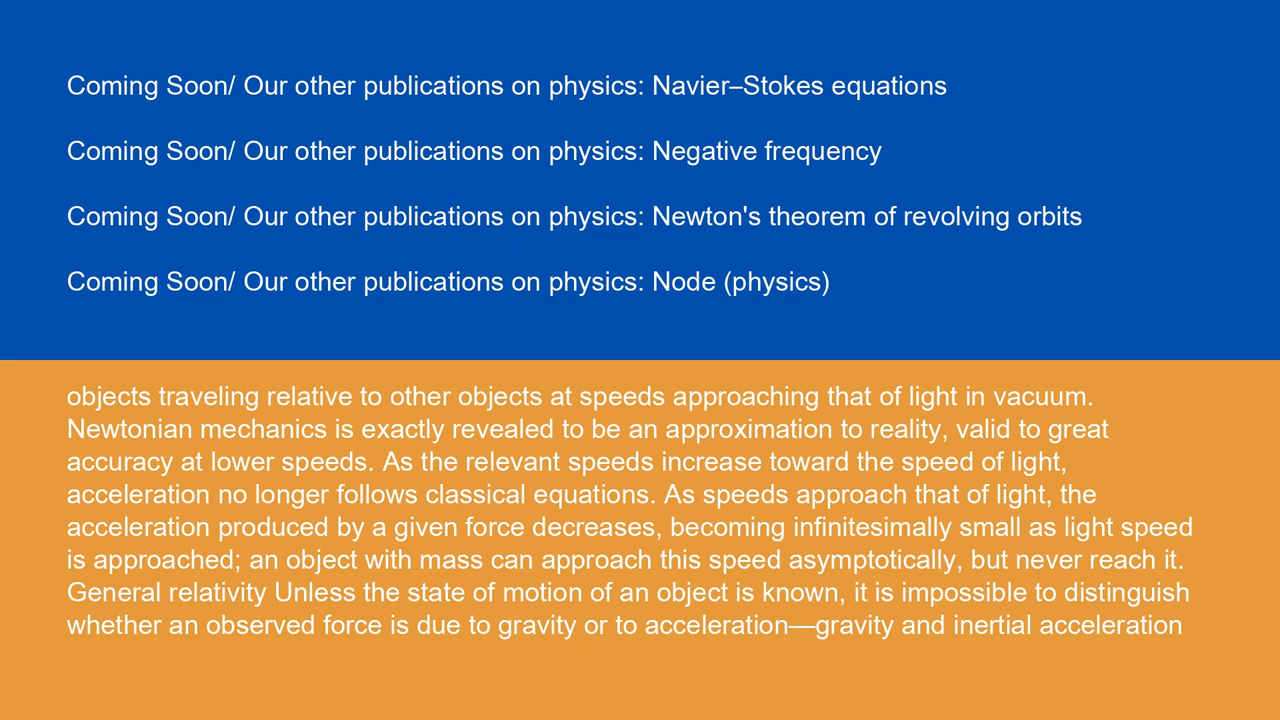 Coming Soon/ Our other publications on physics: Navier–Stokes equations
Coming Soon/ Our other publications on physics: Negative frequency
Coming Soon/ Our other publications on physics: Newton's theorem of revolving orbits
Coming Soon/ Our other publications on physics: Node (physics)
objects traveling relative to other objects at speeds approaching that of light in vacuum.
Newtonian mechanics is exactly revealed to be an approximation to reality, valid to great
accuracy at lower speeds. As the relevant speeds increase toward the speed of light,
acceleration no longer follows classical equations. As speeds approach that of light, the
acceleration produced by a given force decreases, becoming infinitesimally small as light speed
is approached; an object with mass can approach this speed asymptotically, but never reach it.
General relativity Unless the state of motion of an object is known, it is impossible to distinguish
whether an observed force is due to gravity or to acceleration—gravity and inertial acceleration